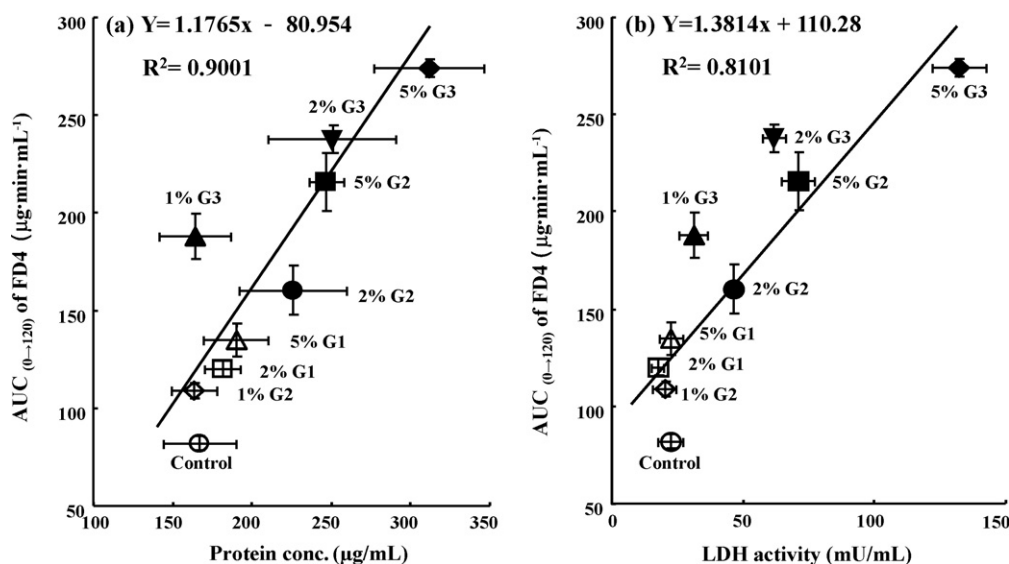 (a) Y= 1.1765x - 80.954
R²= 0.9001
300
250
200
150
100
50
AUC (0→120) of FD4 (µg·min·mL⁻¹)
5% G3
2% G3
5% G2
1% G3
2% G2
5% G1
2% G1
1% G2
Control
100
150
200
250
300
350
Protein conc. (µg/mL)
(b) Y=1.3814x + 110.28
R²= 0.8101
300
250
200
150
100
50
AUC (0→120) of FD4 (µg·min·mL⁻¹)
5% G3
2% G3
5% G2
1% G3
2% G2
5% G1
2% G1
1% G2
Control
0
50
100
150
LDH activity (mU/mL)